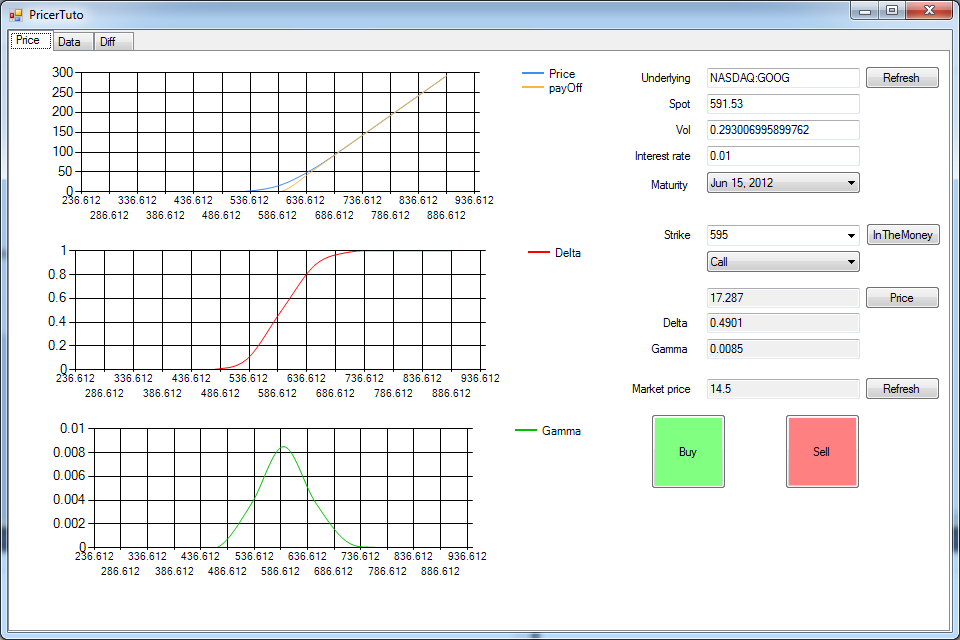 PricerTuto
Price Data Diff
300
250
200
150
100
50
0
236.612 336.612 436.612 536.612 636.612 736.612 836.612 936.612
286.612 386.612 486.612 586.612 686.612 786.612 886.612
Price
payOff
1
0.8
0.6
0.4
0.2
0
236.612 336.612 436.612 536.612 636.612 736.612 836.612 936.612
286.612 386.612 486.612 586.612 686.612 786.612 886.612
Delta
0.01
0.008
0.006
0.004
0.002
0
236.612 336.612 436.612 536.612 636.612 736.612 836.612 936.612
286.612 386.612 486.612 586.612 686.612 786.612 886.612
Gamma
Underlying NASDAQ:GOOG Refresh
Spot 591.53
Vol 0.293006995899762
Interest rate 0.01
Maturity Jun 15, 2012
Strike 595 InTheMoney
Call
17.287 Price
Delta 0.4901
Gamma 0.0085
Market price 14.5 Refresh
Buy Sell